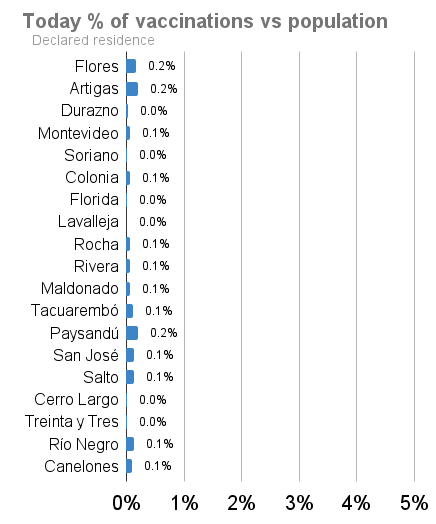 Today % of vaccinations vs population
Declared residence
Flores 0.2%
Artigas 0.2%
Durazno 0.0%
Montevideo 0.1%
Soriano 0.0%
Colonia 0.1%
Florida 0.0%
Lavalleja 0.0%
Rocha 0.1%
Rivera 0.1%
Maldonado 0.1%
Tacuarembó 0.1%
Paysandú 0.2%
San José 0.1%
Salto 0.1%
Cerro Largo 0.0%
Treinta y Tres 0.0%
Río Negro 0.1%
Canelones 0.1%
0% 1% 2% 3% 4% 5%